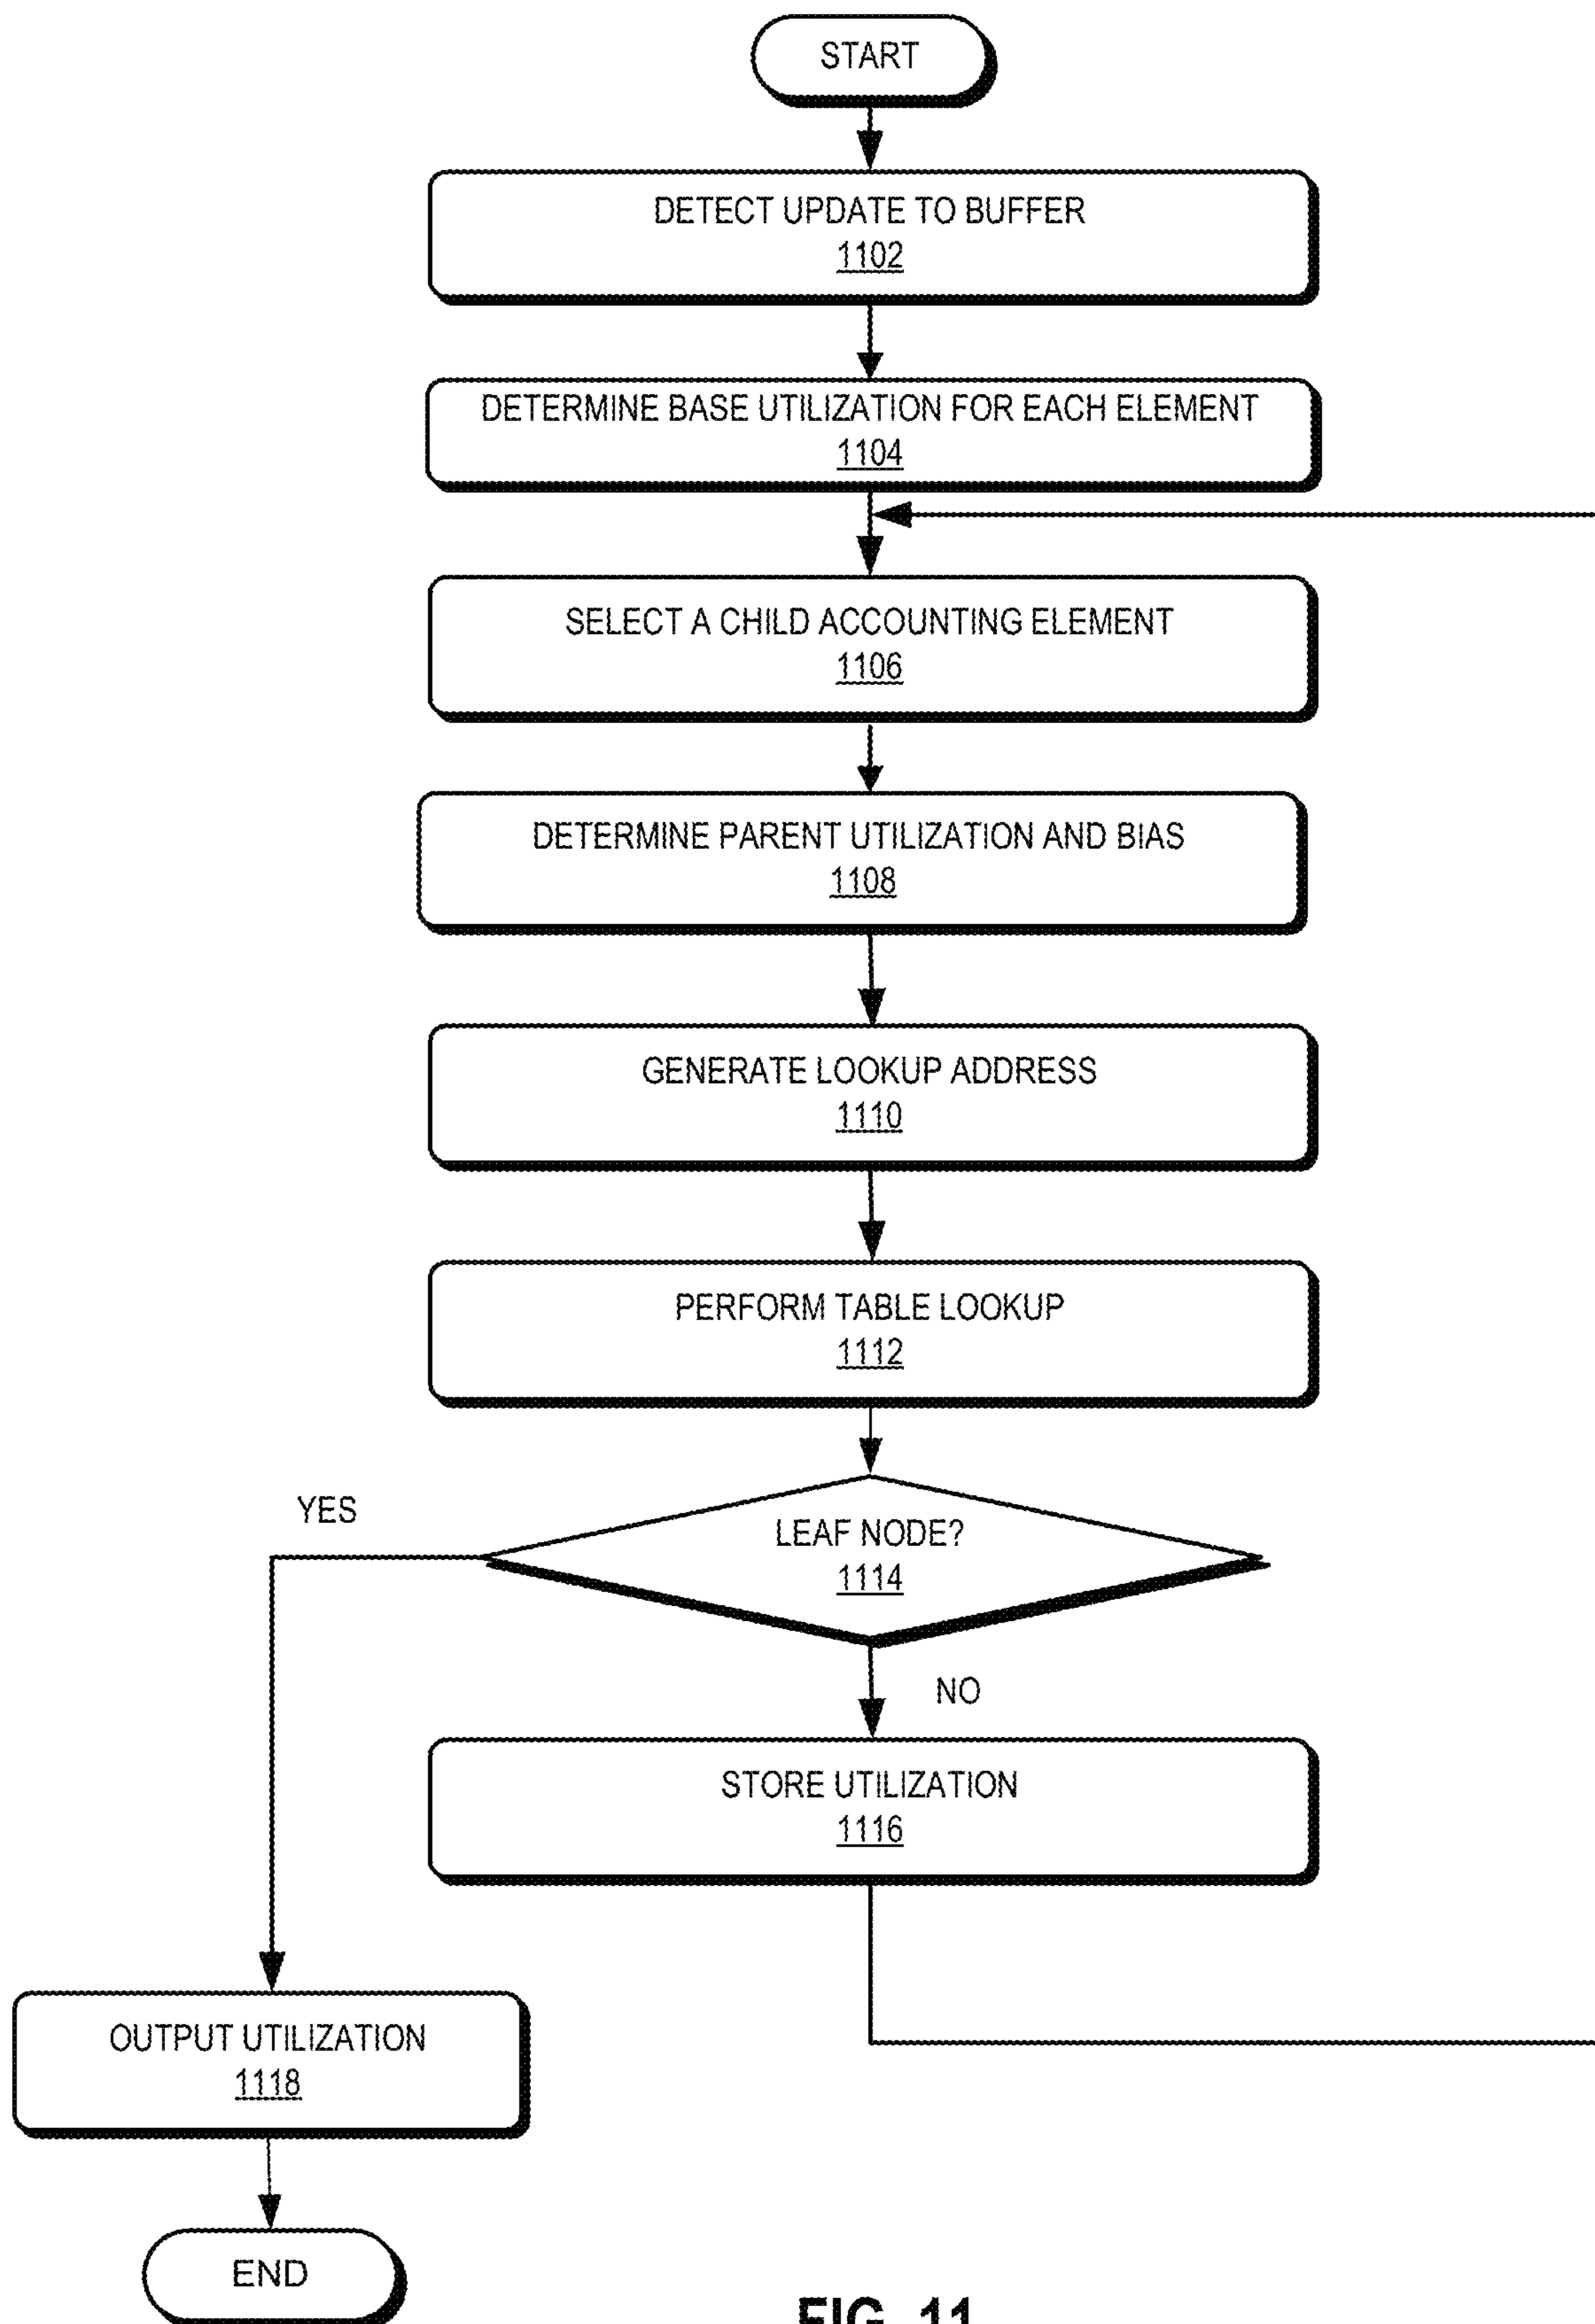 START
DETECT UPDATE TO BUFFER
1102
DETERMINE BASE UTILIZATION FOR EACH ELEMENT
1104
SELECT A CHILD ACCOUNTING ELEMENT
1106
DETERMINE PARENT UTILIZATION AND BIAS
1108
GENERATE LOOKUP ADDRESS
1110
PERFORM TABLE LOOKUP
1112
YES
LEAF NODE?
1114
NO
STORE UTILIZATION
1116
OUTPUT UTILIZATION
1118
END
FIG. 11